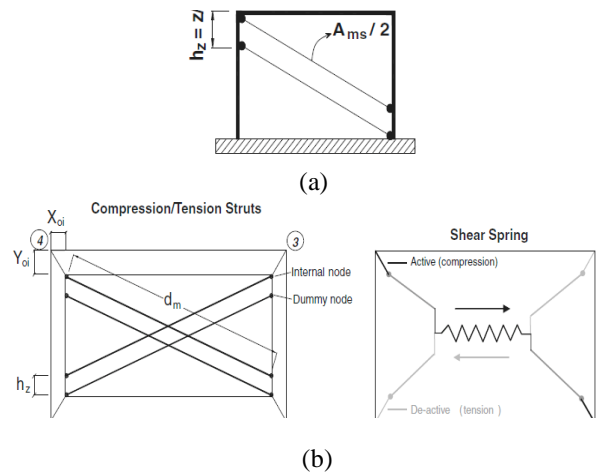 h_z = z/
A_ms / 2
(a)
Compression/Tension Struts
Shear Spring
X_oi
4
3
Y_oi
Internal node
Active (compression)
Dummy node
d_m
h_z
De-active (tension)
(b)